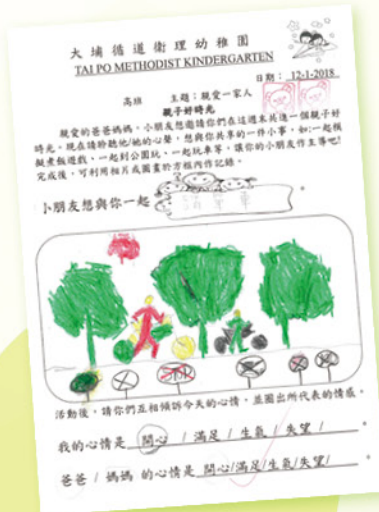 大埔循道衛理幼稚園
TAI PO METHODIST KINDERGARTEN
日期： 12-1-2018
高班 主題：親愛一家人
親子好時光
親愛的爸爸媽媽，小朋友想邀請你們在這週末共進一個親子好
時光。現在請聆聽他/她的心聲，想與你共享的一件小事，如:一起模
擬煮飯遊戲、一起到公園玩、一起玩車等，讓你的小朋友作主導吧!
完成後，可利用相片或圖畫於方框內作記錄。
小朋友想與你一起 踏單車 。
活動後，請你們互相傾訴今天的心情，並圈出所代表的情感。
我的心情是 開心 / 滿足 / 生氣 / 失望 / 。
爸爸 / 媽媽 的心情是 開心/滿足/生氣/失望/ 。